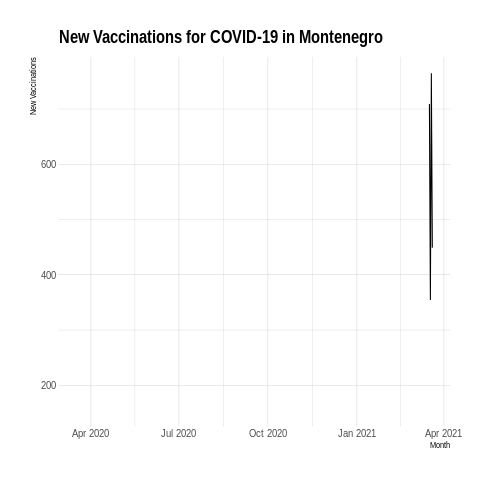 New Vaccinations for COVID-19 in Montenegro
New Vaccinations
600
400
200
Apr 2020 Jul 2020 Oct 2020 Jan 2021 Apr 2021
Month